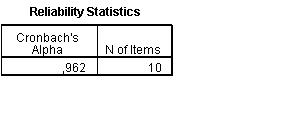 Reliability Statistics
Cronbach's
Alpha
N of Items
,962
10